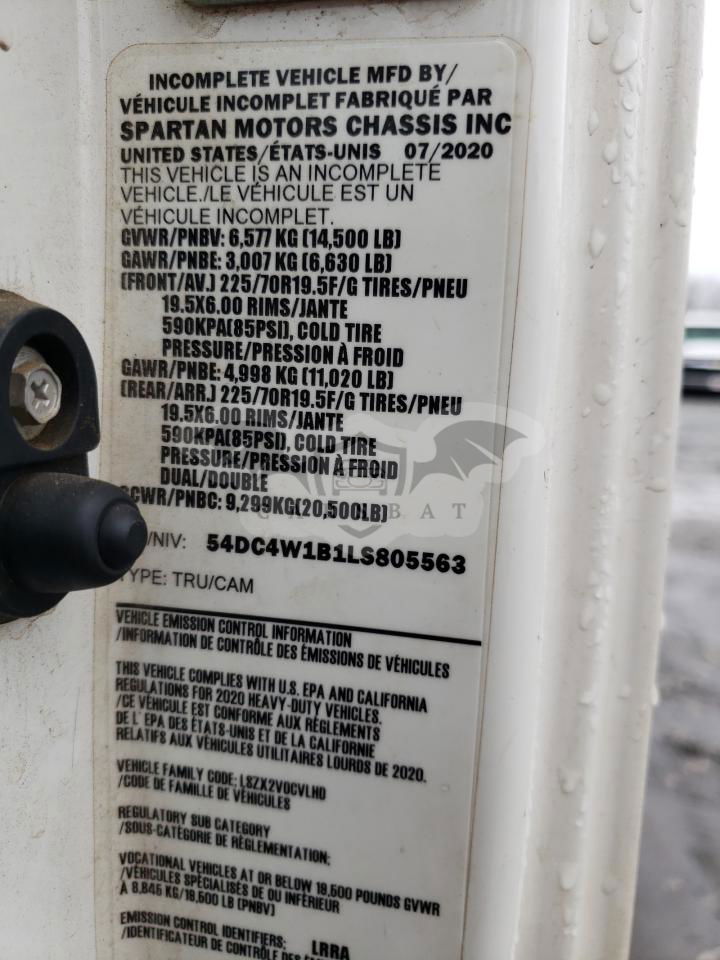 INCOMPLETE VEHICLE MFD BY/
VÉHICULE INCOMPLET FABRIQUÉ PAR
SPARTAN MOTORS CHASSIS INC
UNITED STATES/ÉTATS-UNIS 07/2020
THIS VEHICLE IS AN INCOMPLETE
VEHICLE./LE VÉHICULE EST UN
VÉHICULE INCOMPLET.
GVWR/PNBV: 6,577 KG (14,500 LB)
GAWR/PNBE: 3,007 KG (6,630 LB)
(FRONT/AV.) 225/70R19.5F/G TIRES/PNEU
19.5X6.00 RIMS/JANTE
590KPA(85PSI), COLD TIRE
PRESSURE/PRESSION À FROID
GAWR/PNBE: 4,998 KG (11,020 LB)
(REAR/ARR.) 225/70R19.5F/G TIRES/PNEU
19.5X6.00 RIMS/JANTE
590KPA(85PSI), COLD TIRE
PRESSURE/PRESSION À FROID
DUAL/DOUBLE
GCWR/PNBC: 9,299KG(20,500LB)
/NIV: 54DC4W1B1LS805563
TYPE: TRU/CAM
VEHICLE EMISSION CONTROL INFORMATION
/INFORMATION DE CONTRÔLE DES ÉMISSIONS DE VÉHICULES
THIS VEHICLE COMPLIES WITH U.S. EPA AND CALIFORNIA
REGULATIONS FOR 2020 HEAVY-DUTY VEHICLES.
/CE VÉHICULE EST CONFORME AUX RÈGLEMENTS
DE L' EPA DES ÉTATS-UNIS ET DE LA CALIFORNIE
RELATIFS AUX VÉHICULES UTILITAIRES LOURDS DE 2020.
VEHICLE FAMILY CODE: LSZX2VOCVLHD
/CODE DE FAMILLE DE VÉHICULES
REGULATORY SUB CATEGORY
/SOUS-CATÉGORIE DE RÈGLEMENTATION:
VOCATIONAL VEHICLES AT OR BELOW 19,500 POUNDS GVWR
/VÉHICULES SPÉCIALISÉS DE OU INFÉRIEUR
À 8,845 KG/19,500 LB (PNBV)
EMISSION CONTROL IDENTIFIERS: LRRA
/IDENTIFICATEUR DE CONTRÔLE DES